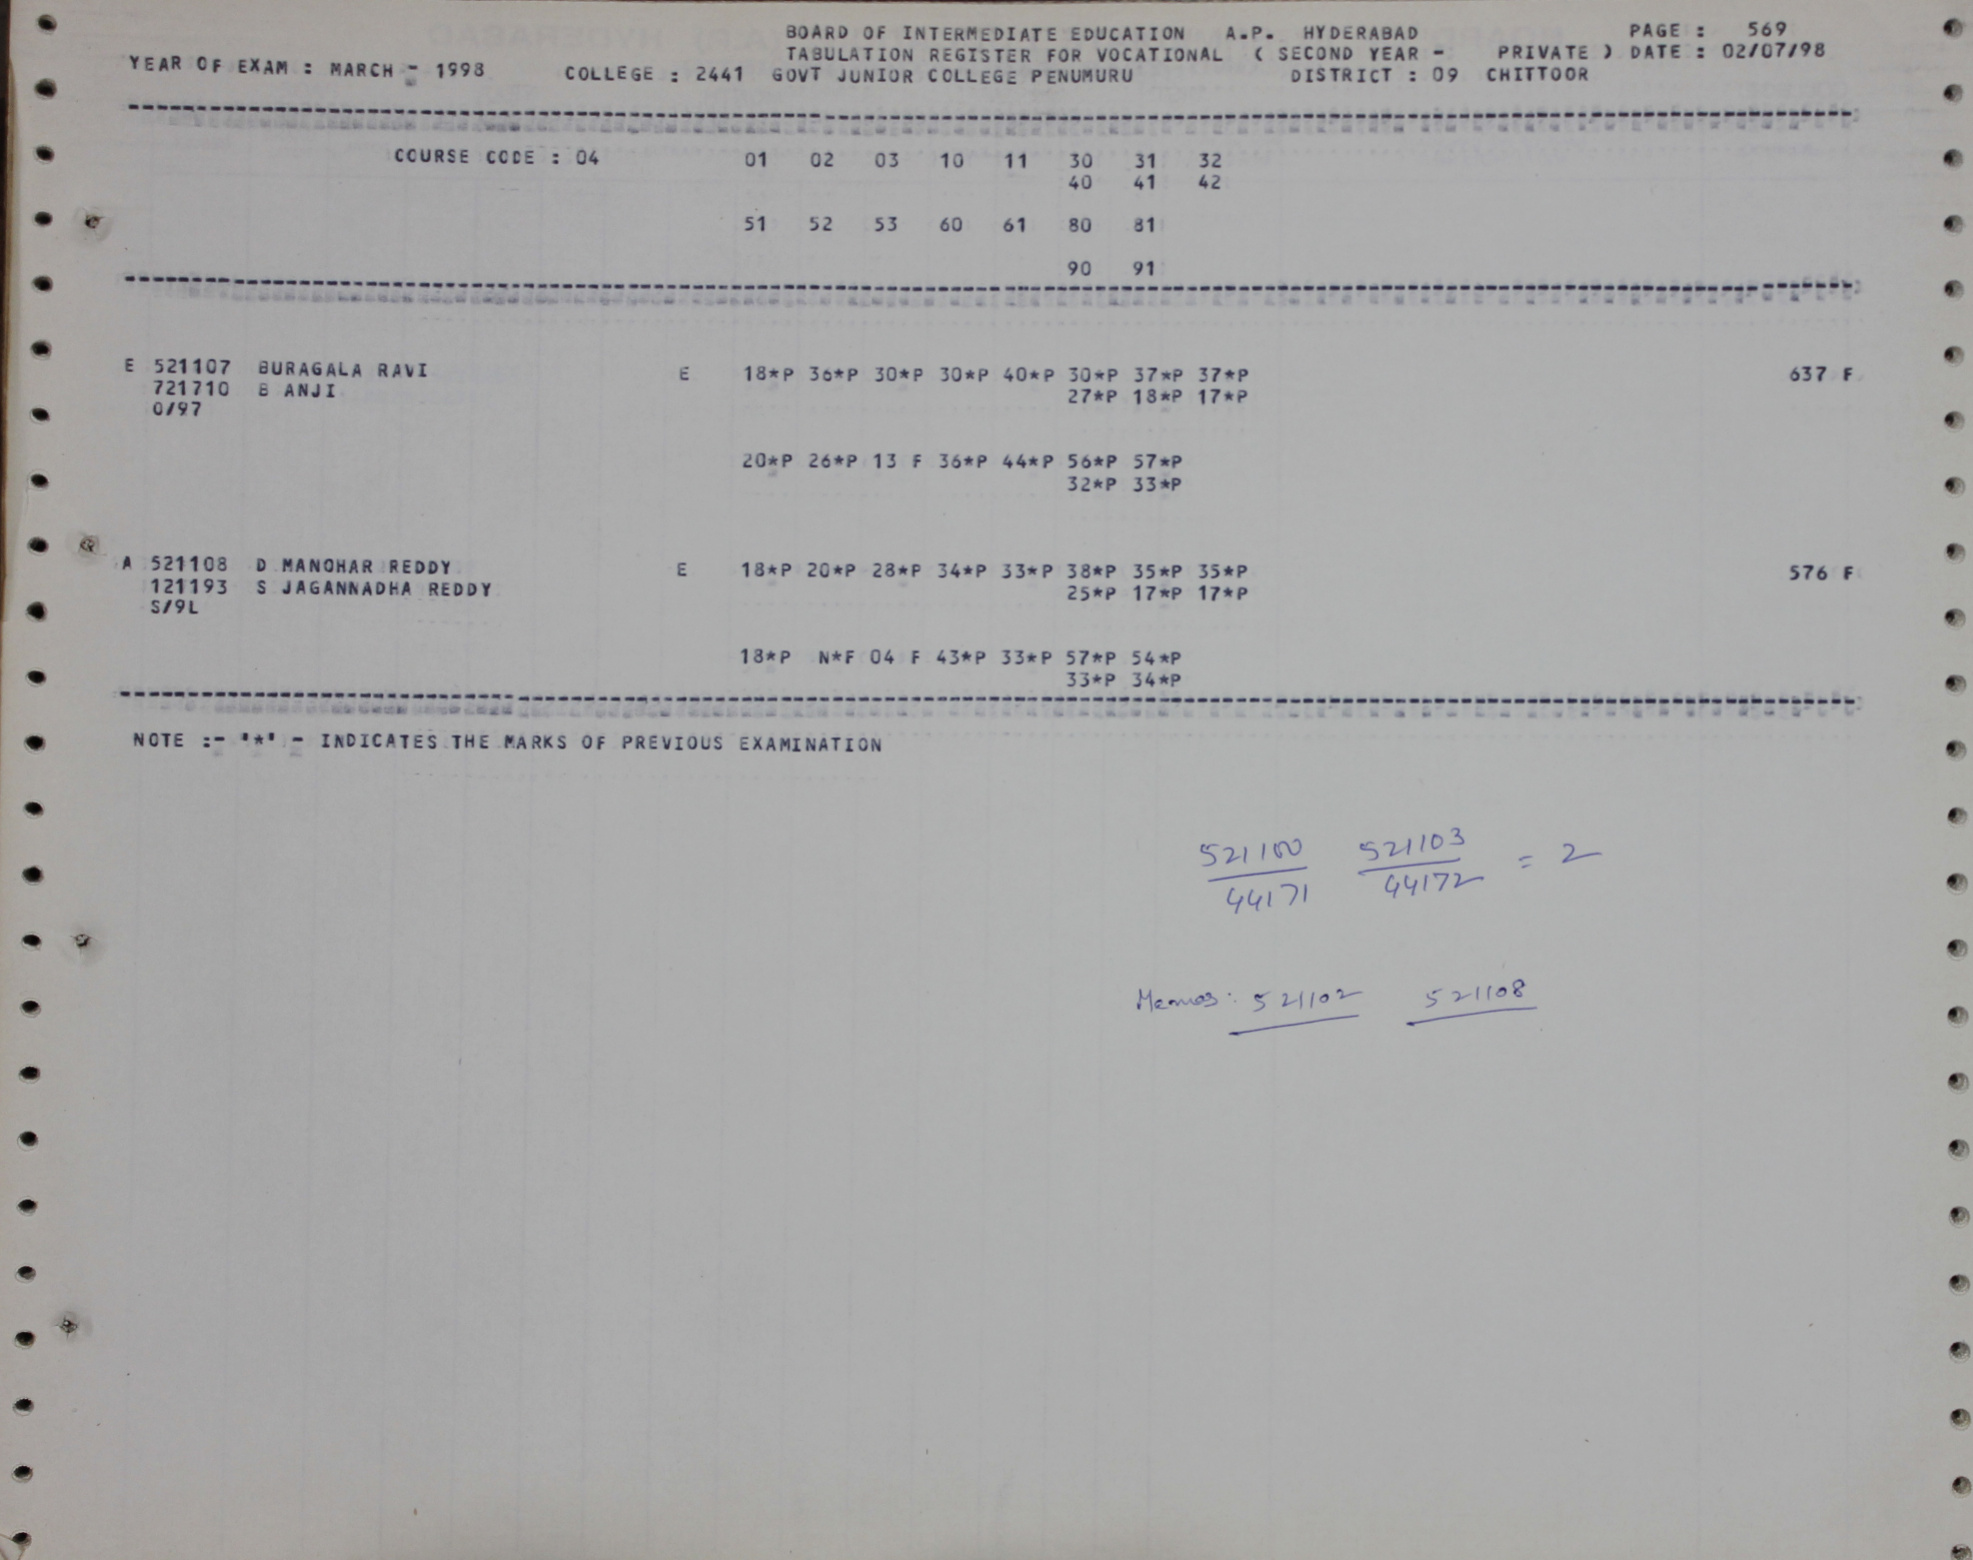 BOARD OF INTERMEDIATE EDUCATION A.P. HYDERABAD PAGE : 569
TABULATION REGISTER FOR VOCATIONAL ( SECOND YEAR - PRIVATE ) DATE : 02/07/98
YEAR OF EXAM : MARCH - 1998 COLLEGE : 2441 GOVT JUNIOR COLLEGE PENUMURU DISTRICT : 09 CHITTOOR
COURSE CODE : 04 01 02 03 10 11 30 31 32
40 41 42
51 52 53 60 61 80 81
90 91
E 521107 BURAGALA RAVI E 18*P 36*P 30*P 30*P 40*P 30*P 37*P 37*P 637 F
721710 B ANJI 27*P 18*P 17*P
0/97
20*P 26*P 13 F 36*P 44*P 56*P 57*P
32*P 33*P
A 521108 D MANOHAR REDDY E 18*P 20*P 28*P 34*P 33*P 38*P 35*P 35*P 576 F
121193 S JAGANNADHA REDDY 25*P 17*P 17*P
S/9L
18*P N*F 04 F 43*P 33*P 57*P 54*P
33*P 34*P
NOTE :- '*' - INDICATES THE MARKS OF PREVIOUS EXAMINATION
521100 521103 = 2
44171 44172
Memos: 521102 521108